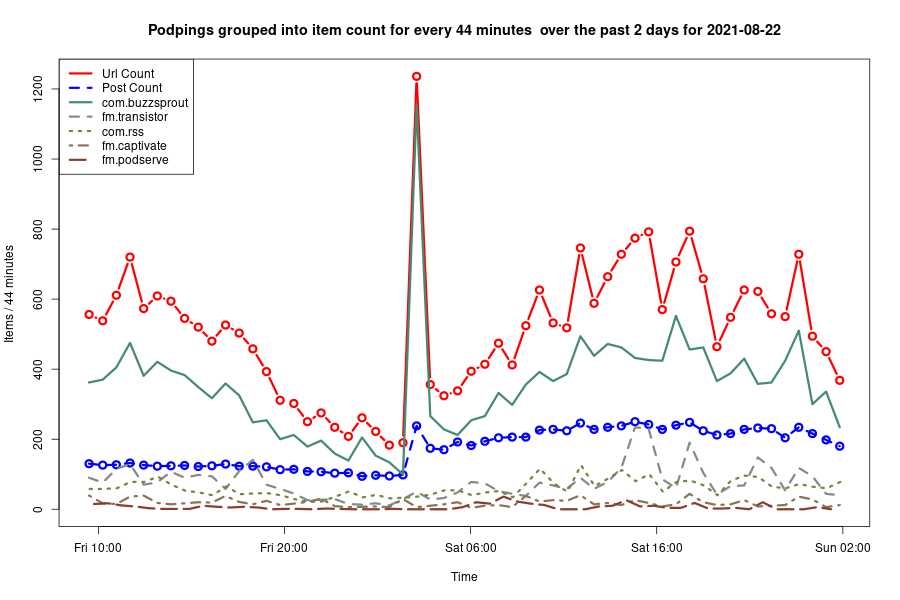 Podpings grouped into item count for every 44 minutes  over the past 2 days for 2021-08-22
Url Count
Post Count
com.buzzsprout
fm.transistor
com.rss
fm.captivate
fm.podserve
Items / 44 minutes
1200
1000
800
600
400
200
0
Fri 10:00
Fri 20:00
Sat 06:00
Sat 16:00
Sun 02:00
Time